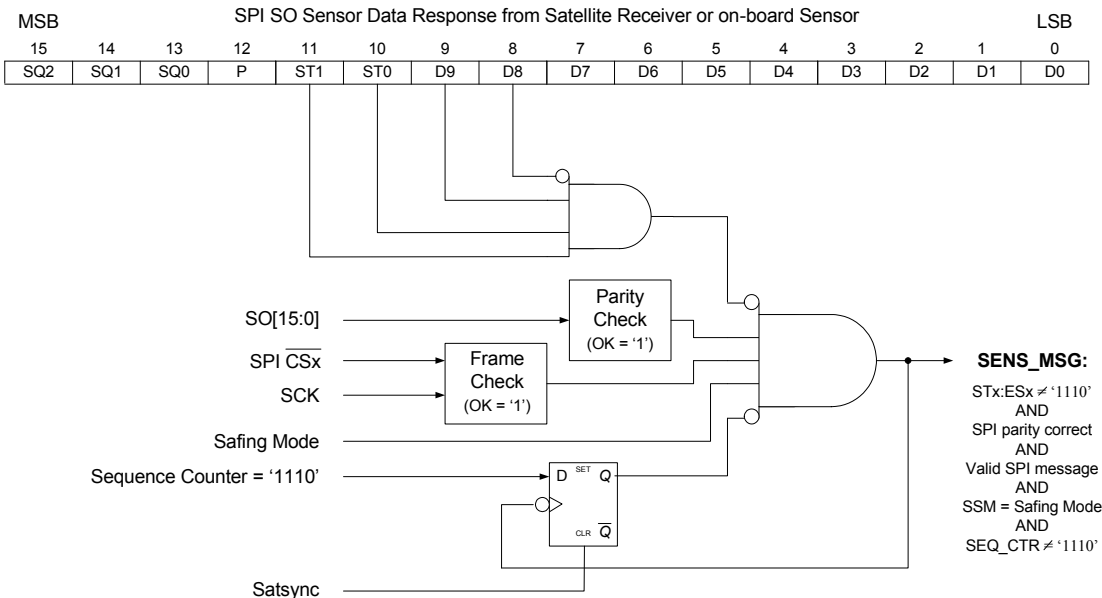 SPI SO Sensor Data Response from Satellite Receiver or on-board Sensor
MSB LSB
15 14 13 12 11 10 9 8 7 6 5 4 3 2 1 0
SQ2 SQ1 SQ0 P ST1 ST0 D9 D8 D7 D6 D5 D4 D3 D2 D1 D0
Parity
Check
(OK = ‘1’)
SO[15:0]
SPI C̅S̅x̅
SCK
Frame
Check
(OK = ‘1’)
Safing Mode
Sequence Counter = ‘1110’
D SET Q
CLR Q̅
Satsync
SENS_MSG:
STx:ESx ≠ ‘1110’
AND
SPI parity correct
AND
Valid SPI message
AND
SSM = Safing Mode
AND
SEQ_CTR ≠ ‘1110’